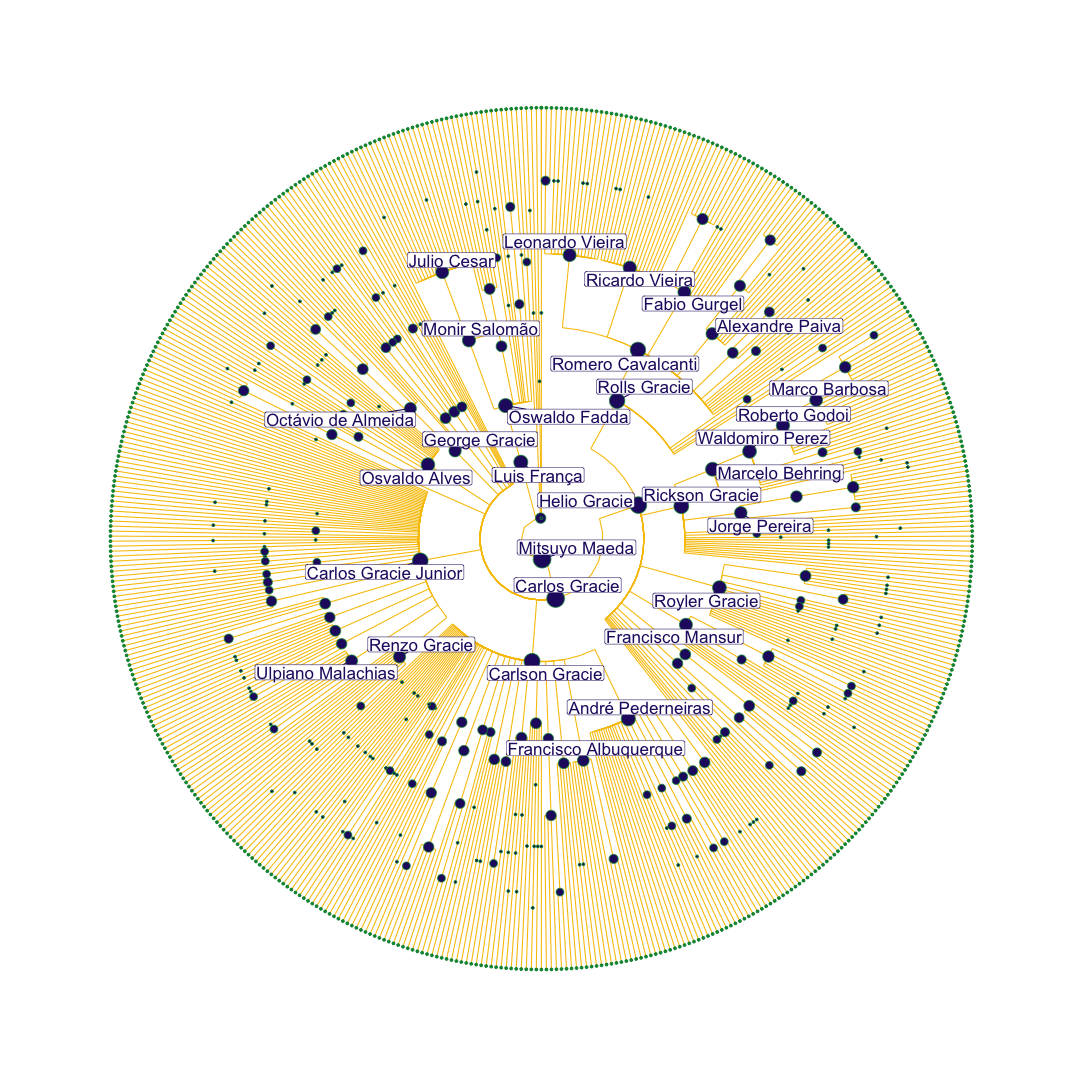 Leonardo Vieira
Julio Cesar
Ricardo Vieira
Fabio Gurgel
Alexandre Paiva
Monir Salomão
Romero Cavalcanti
Rolls Gracie
Marco Barbosa
Roberto Godoi
Octávio de Almeida
Oswaldo Fadda
George Gracie
Waldomiro Perez
Osvaldo Alves
Luis França
Marcelo Behring
Helio Gracie
Rickson Gracie
Jorge Pereira
Mitsuyo Maeda
Carlos Gracie Junior
Carlos Gracie
Royler Gracie
Francisco Mansur
Renzo Gracie
Ulpiano Malachias
Carlson Gracie
André Pederneiras
Francisco Albuquerque